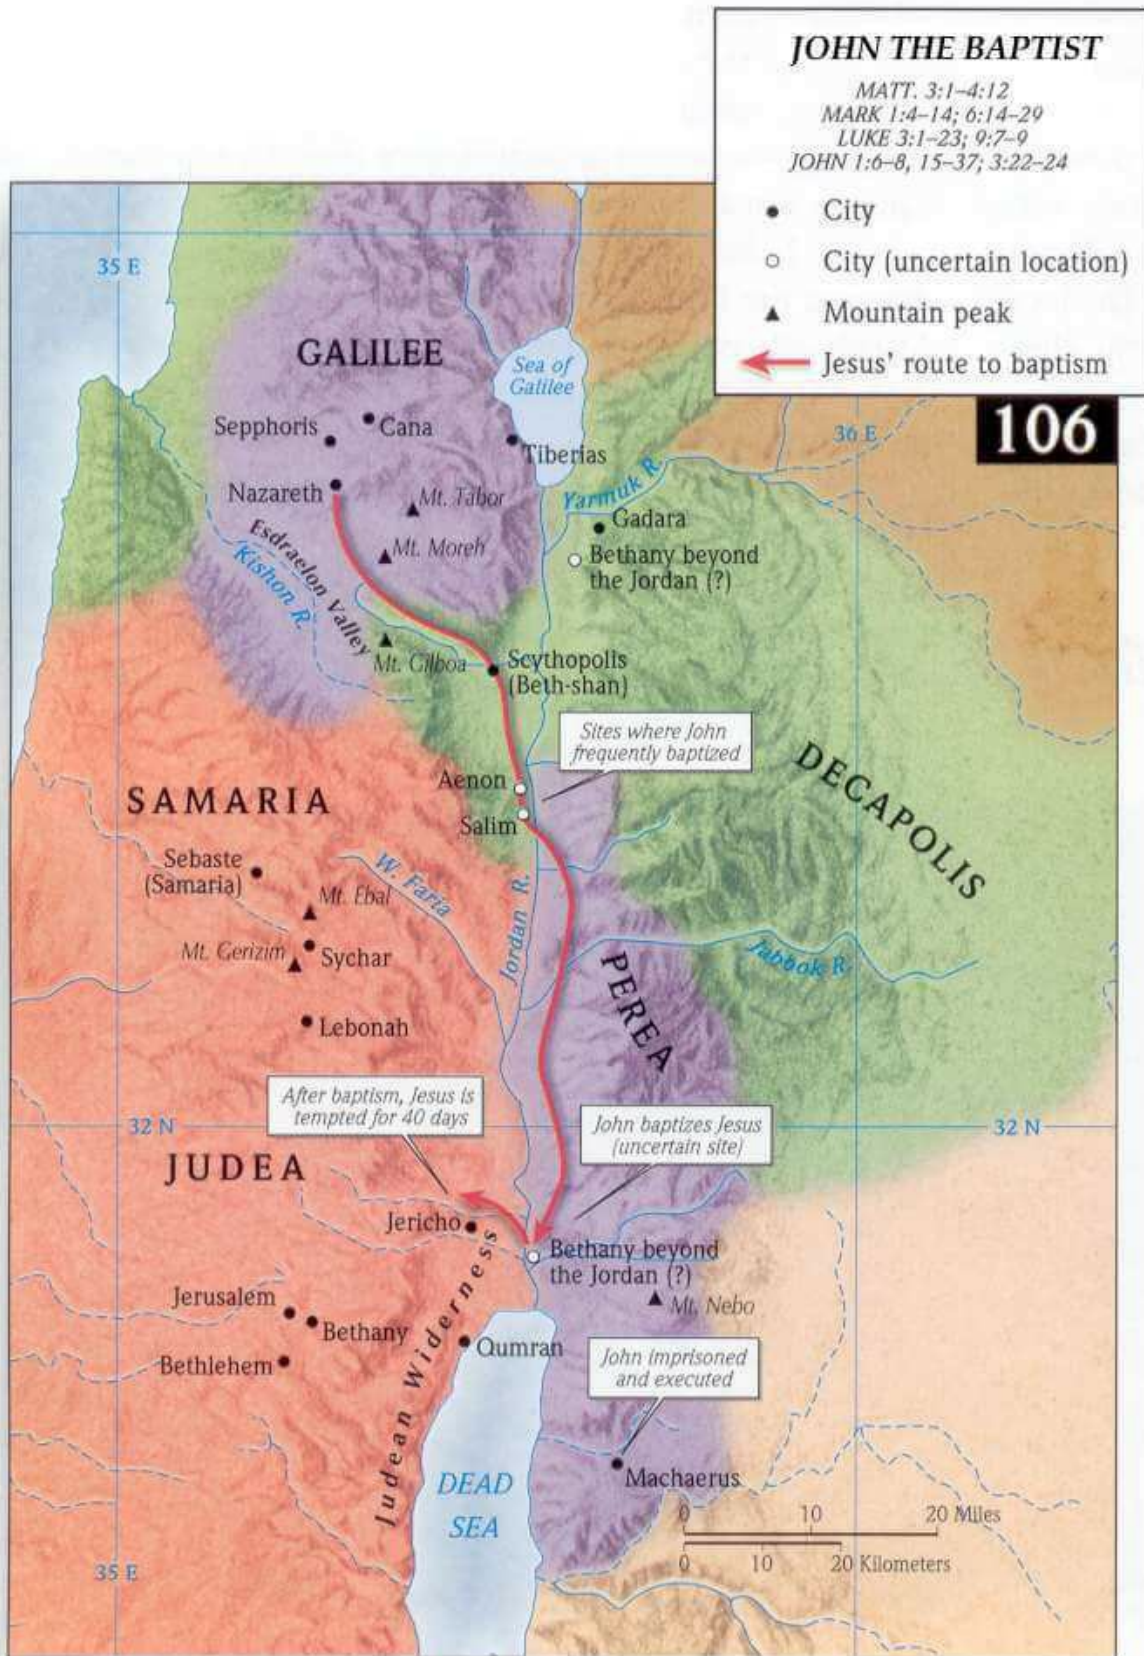 JOHN THE BAPTIST
MATT. 3:1–4:12
MARK 1:4–14; 6:14–29
LUKE 3:1–23; 9:7–9
JOHN 1:6–8, 15–37; 3:22–24
City
City (uncertain location)
Mountain peak
Jesus' route to baptism
106
35 E
36 E
GALILEE
Sea of
Galilee
Sepphoris
Cana
Tiberias
Nazareth
Mt. Tabor
Yarmuk R.
Gadara
Mt. Moreh
Bethany beyond
the Jordan (?)
Esdraelon Valley
Kishon R.
Mt. Gilboa
Scythopolis
(Beth-shan)
Sites where John
frequently baptized
DECAPOLIS
Aenon
SAMARIA
Salim
Sebaste
(Samaria)
W. Faria
Mt. Ebal
Jordan R.
Mt. Gerizim
Sychar
Jabbok R.
PEREA
Lebonah
After baptism, Jesus is
tempted for 40 days
John baptizes Jesus
(uncertain site)
32 N
32 N
JUDEA
Jericho
Bethany beyond
the Jordan (?)
Jerusalem
Mt. Nebo
Bethany
Qumran
Bethlehem
Judean Widerness
John imprisoned
and executed
Machaerus
DEAD
SEA
0 10 20 Miles
0 10 20 Kilometers
35 E